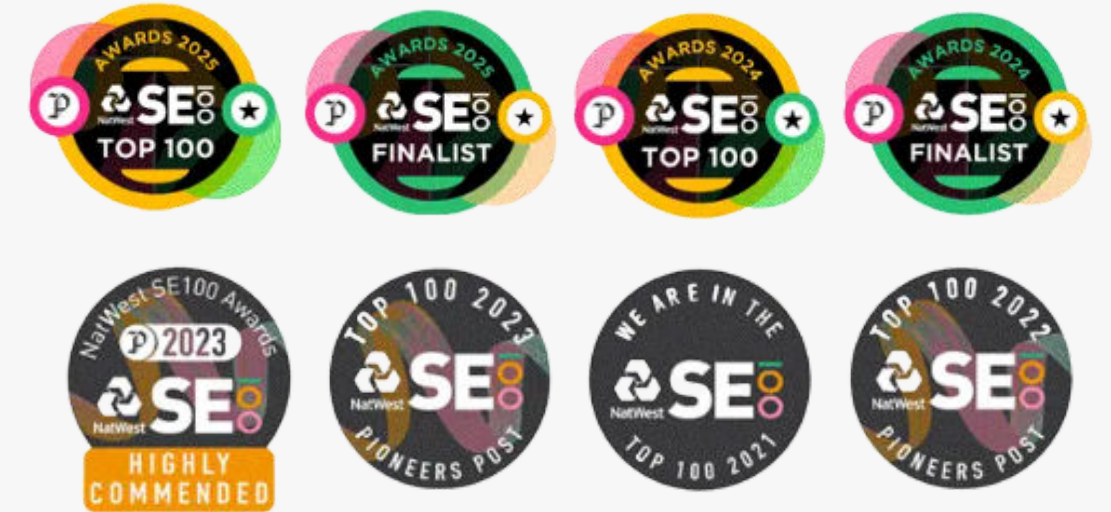 AWARDS 2025
NatWest SE100
TOP 100
AWARDS 2025
NatWest SE100
FINALIST
AWARDS 2024
NatWest SE100
TOP 100
AWARDS 2024
NatWest SE100
FINALIST
NatWest SE100 Awards
P 2023
NatWest SE100
HIGHLY
COMMENDED
TOP 100 2023
NatWest SE100
PIONEERS POST
WE ARE IN THE
NatWest SE100
TOP 100 2021
TOP 100 2022
NatWest SE100
PIONEERS POST